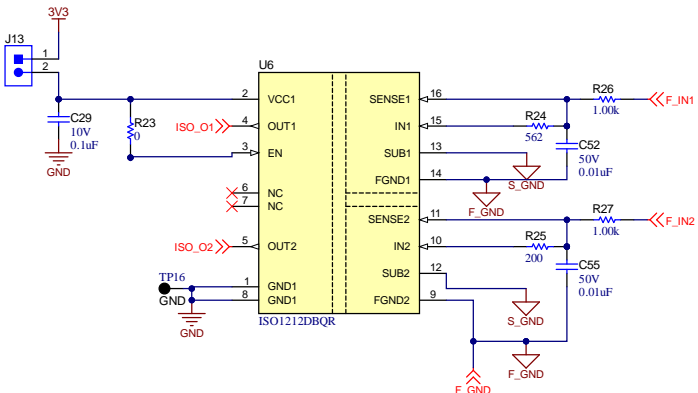 3V3
J13
1
2
C29
10V
0.1uF
GND
R23
0
ISO_O1
ISO_O2
TP16
GND
GND
U6
2 VCC1
4 OUT1
3 EN
6 NC
7 NC
5 OUT2
1 GND1
8 GND1
ISO1212DBQR
SENSE1 16
IN1 15
SUB1 13
FGND1 14
SENSE2 11
IN2 10
SUB2 12
FGND2 9
R26
1.00k
F_IN1
R24
562
C52
50V
0.01uF
S_GND
F_GND
R27
1.00k
F_IN2
R25
200
C55
50V
0.01uF
S_GND
F_GND
F_GND